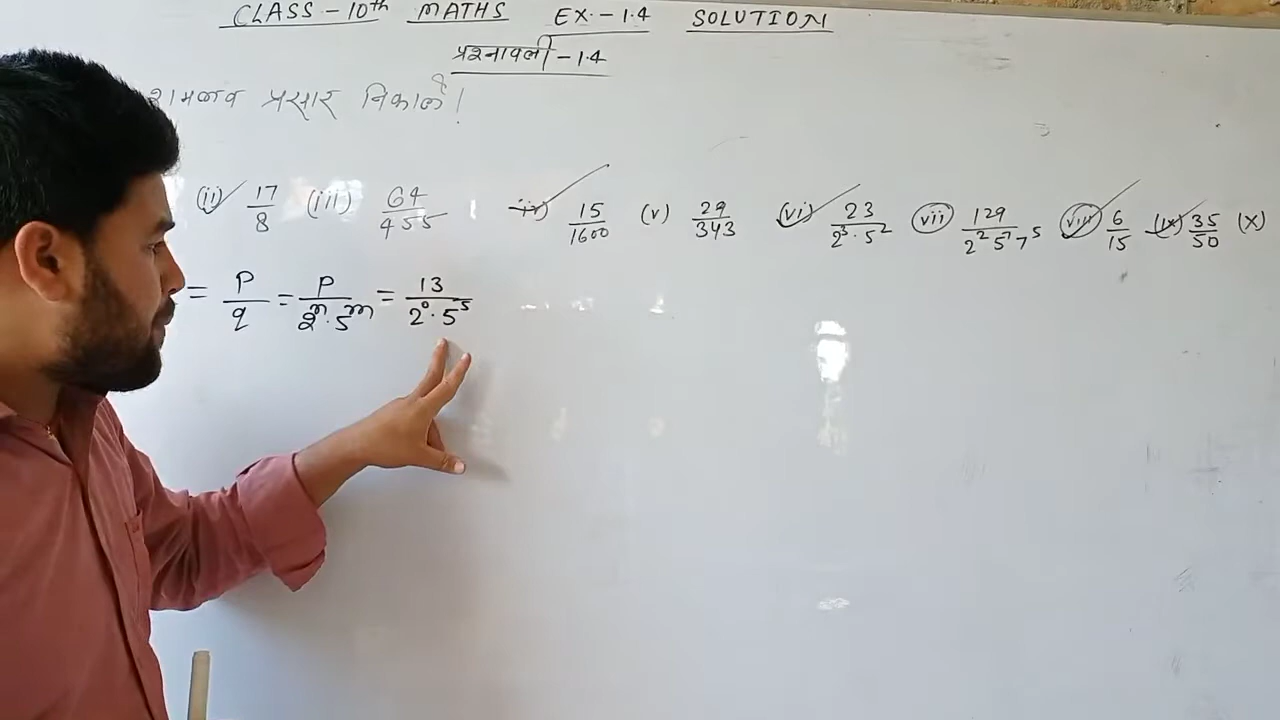 CLASS - 10th MATHS EX.- 1.4 SOLUTION
प्रश्नावली - 1.4
प्रसार निकालें!
(ii) 17/8 (iii) 64/455 iv) 15/1600 (v) 29/343 (vi) 23/2³·5² (vii) 129/2²5⁷7⁵ (viii) 6/15 (ix) 35/50 (x)
= P/q = P/2ⁿ·5ᵐ = 13/2⁰·5⁵